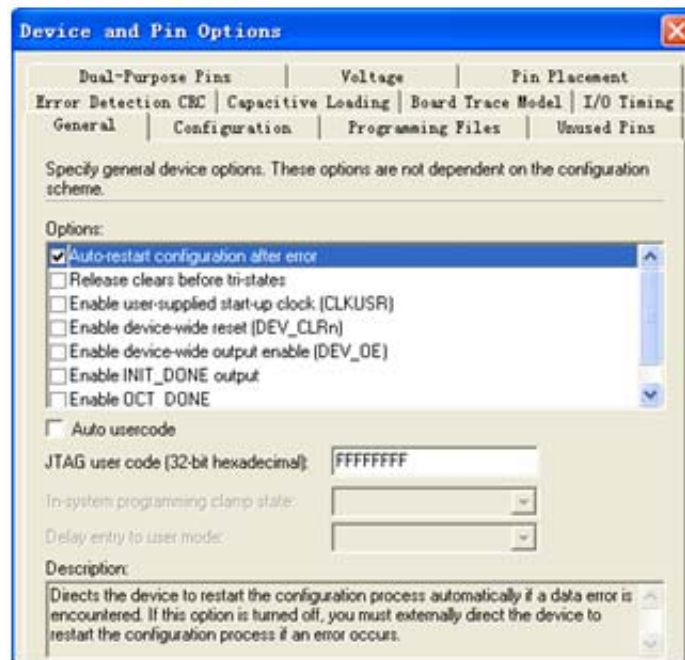 Device and Pin Options
Dual-Purpose Pins Voltage Pin Placement
Error Detection CRC Capacitive Loading Board Trace Model I/O Timing
General Configuration Programming Files Unused Pins
Specify general device options. These options are not dependent on the configuration
scheme.
Options:
Auto-restart configuration after error
Release clears before tri-states
Enable user-supplied start-up clock (CLKUSR)
Enable device-wide reset (DEV_CLRn)
Enable device-wide output enable (DEV_OE)
Enable INIT_DONE output
Enable OCT_DONE
Auto usercode
JTAG user code (32-bit hexadecimal): FFFFFFFF
In-system programming clamp state:
Delay entry to user mode:
Description:
Directs the device to restart the configuration process automatically if a data error is
encountered. If this option is turned off, you must externally direct the device to
restart the configuration process if an error occurs.